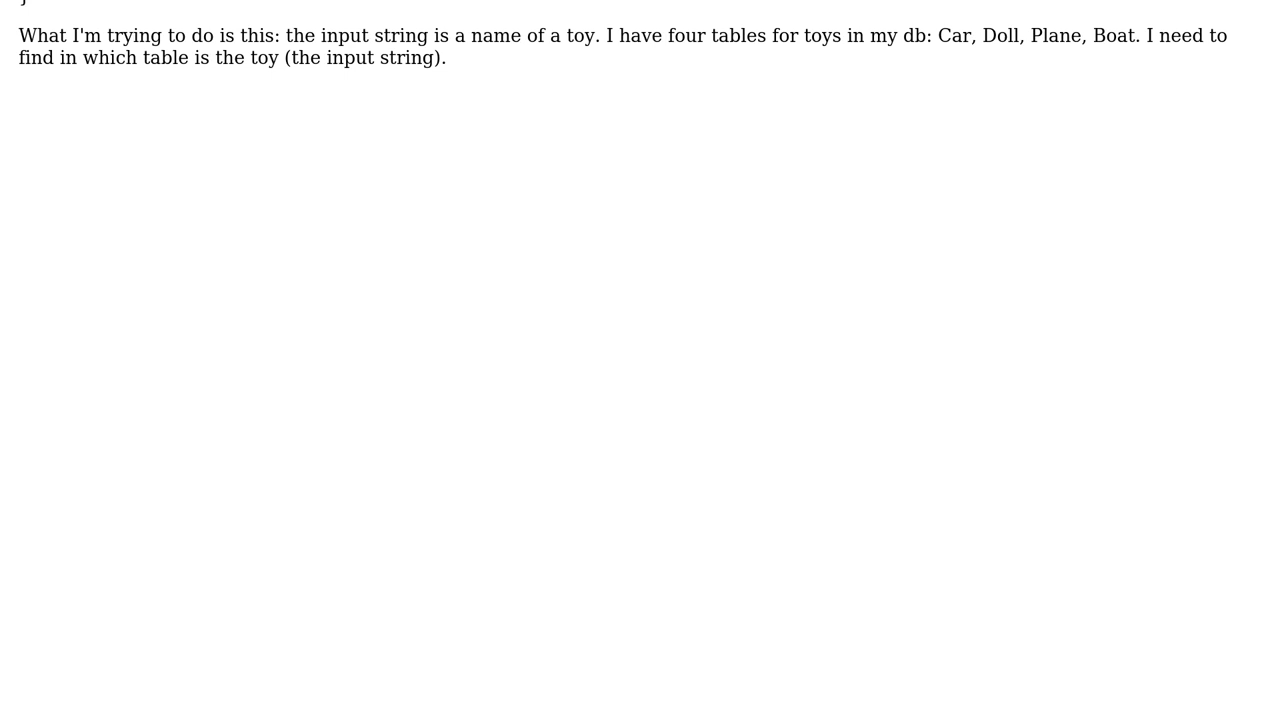 }
What I'm trying to do is this: the input string is a name of a toy. I have four tables for toys in my db: Car, Doll, Plane, Boat. I need to
find in which table is the toy (the input string).